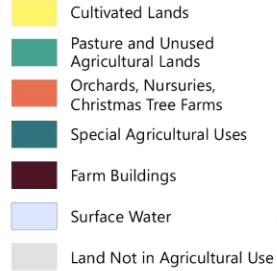 Cultivated Lands
Pasture and Unused
Agricultural Lands
Orchards, Nursuries,
Christmas Tree Farms
Special Agricultural Uses
Farm Buildings
Surface Water
Land Not in Agricultural Use